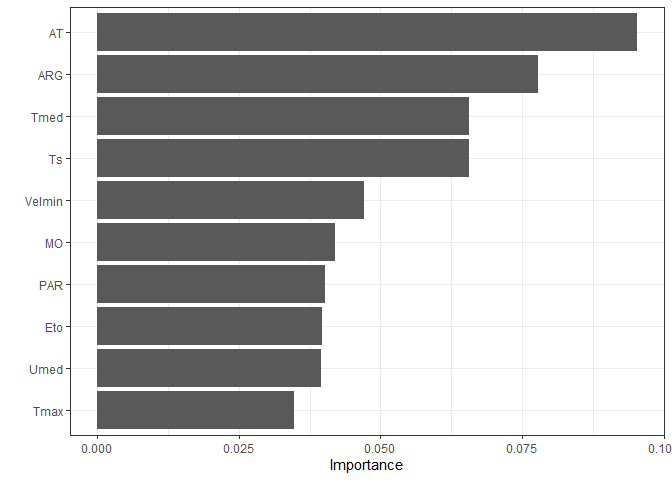 AT
ARG
Tmed
Ts
Velmin
MO
PAR
Eto
Umed
Tmax
0.000 0.025 0.050 0.075 0.10
Importance